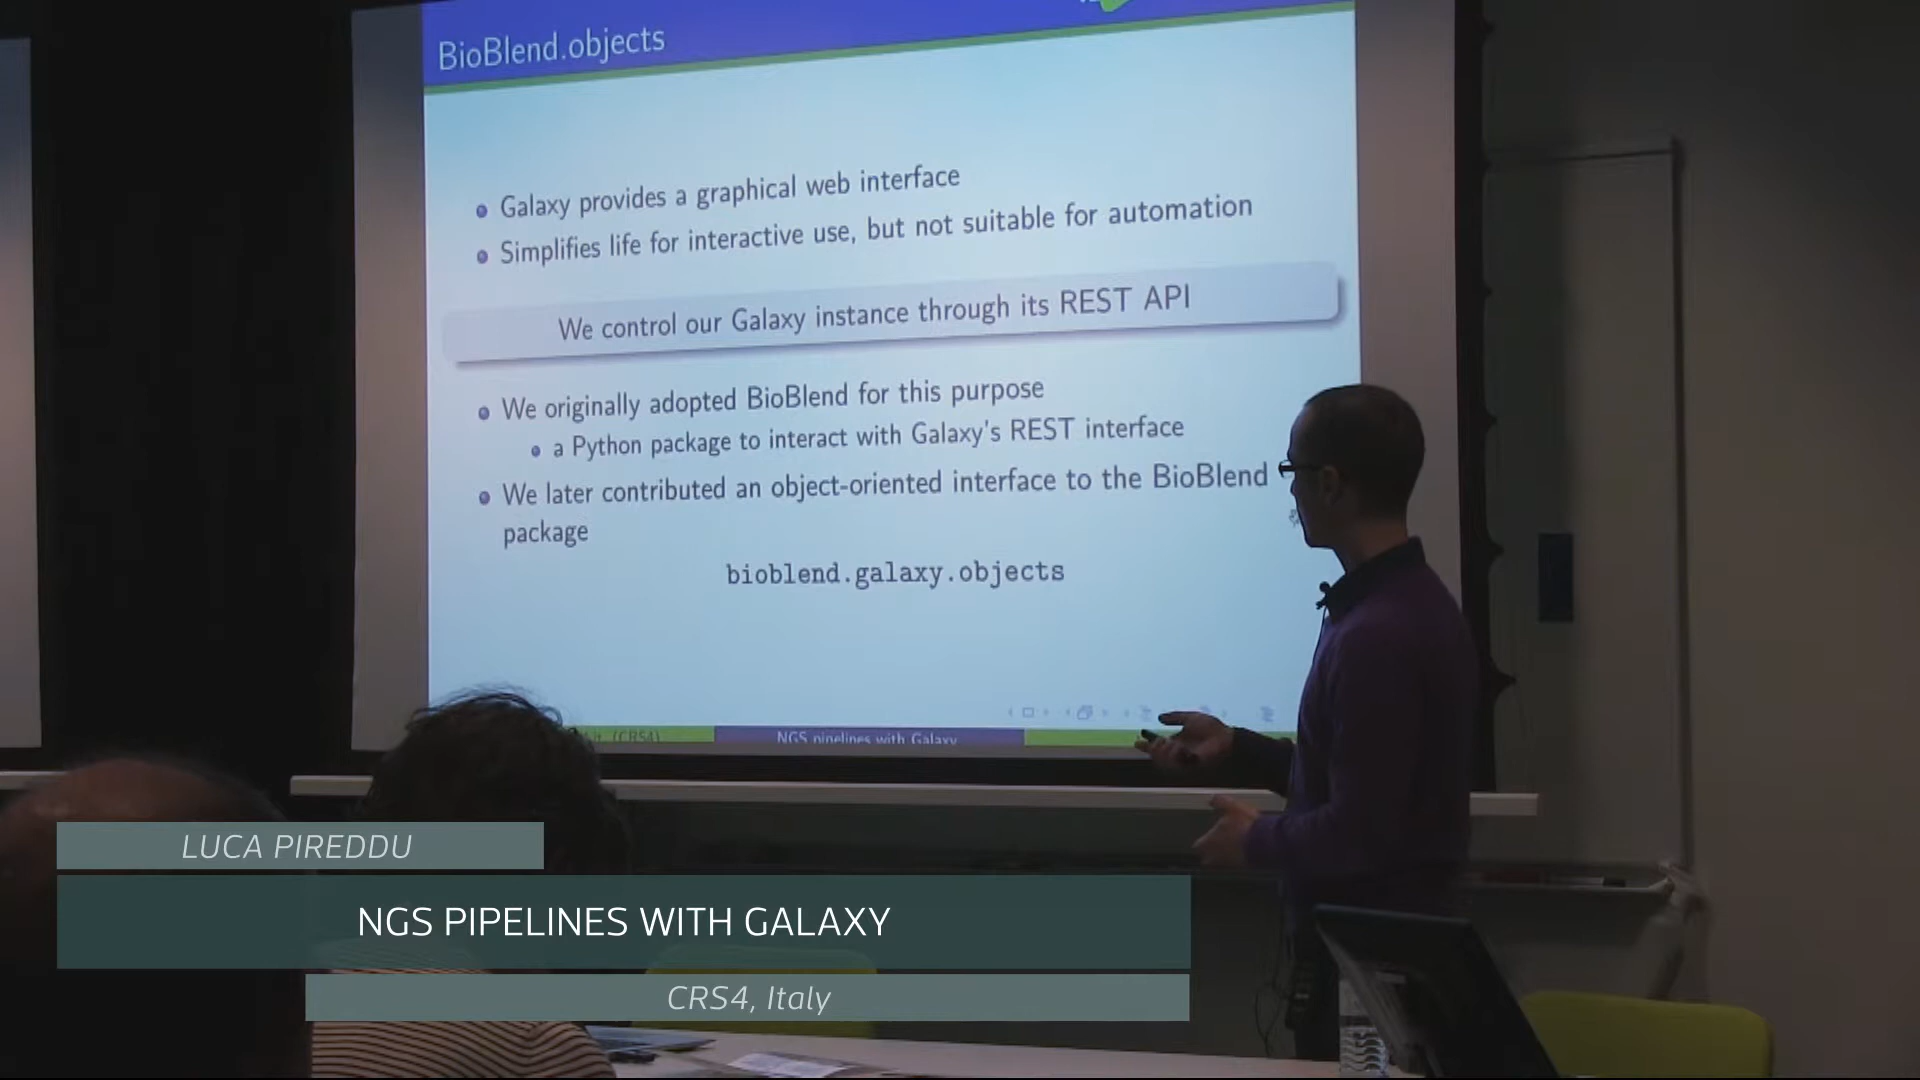 BioBlend.objects
Galaxy provides a graphical web interface
Simplifies life for interactive use, but not suitable for automation
We control our Galaxy instance through its REST API
We originally adopted BioBlend for this purpose
a Python package to interact with Galaxy's REST interface
We later contributed an object-oriented interface to the BioBlend
package
bioblend.galaxy.objects
(CRS4)
NGS pipelines with Galaxy
LUCA PIREDDU
NGS PIPELINES WITH GALAXY
CRS4, Italy